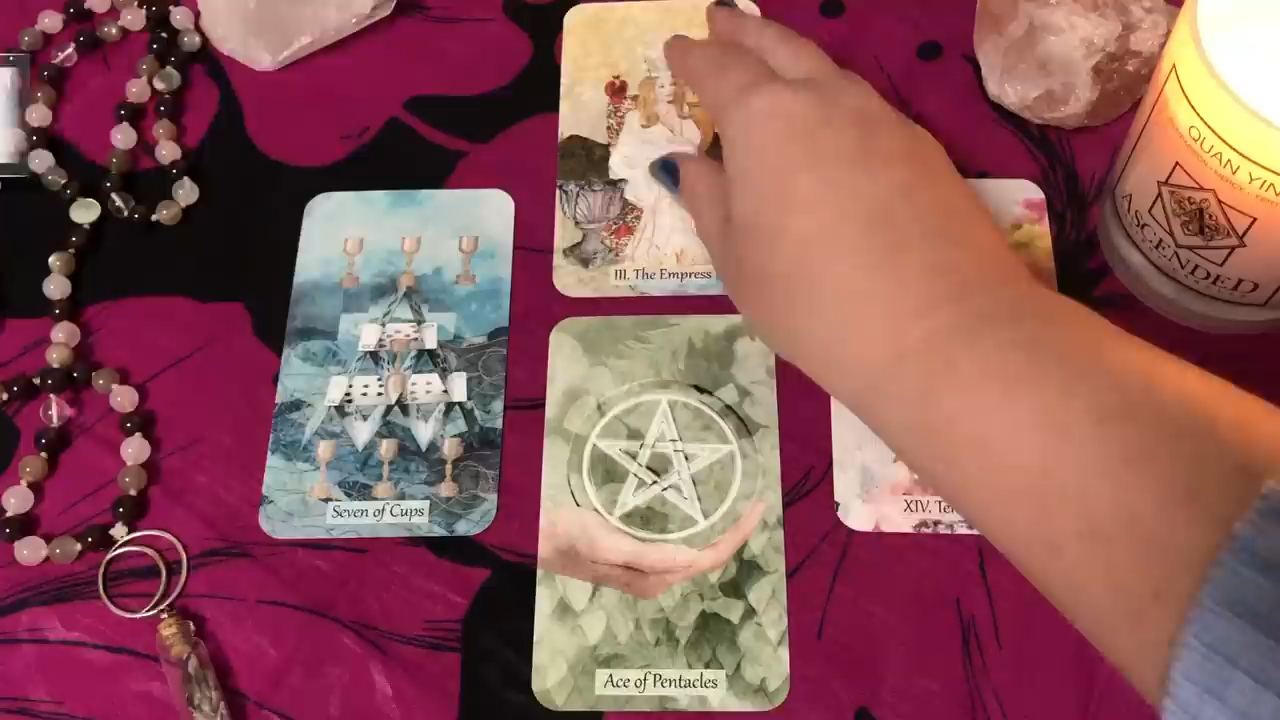 III. The Empress
QUAN YIN
ASCENDED
Seven of Cups
XIV. Te
Ace of Pentacles